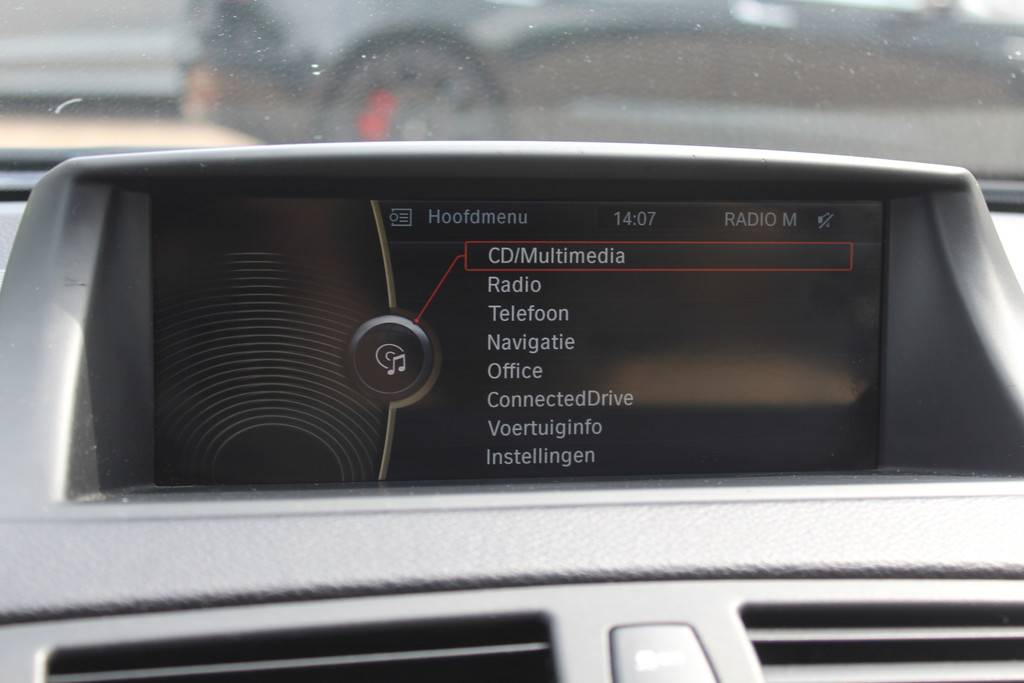 Hoofdmenu 14:07 RADIO M
CD/Multimedia
Radio
Telefoon
Navigatie
Office
ConnectedDrive
Voertuiginfo
Instellingen